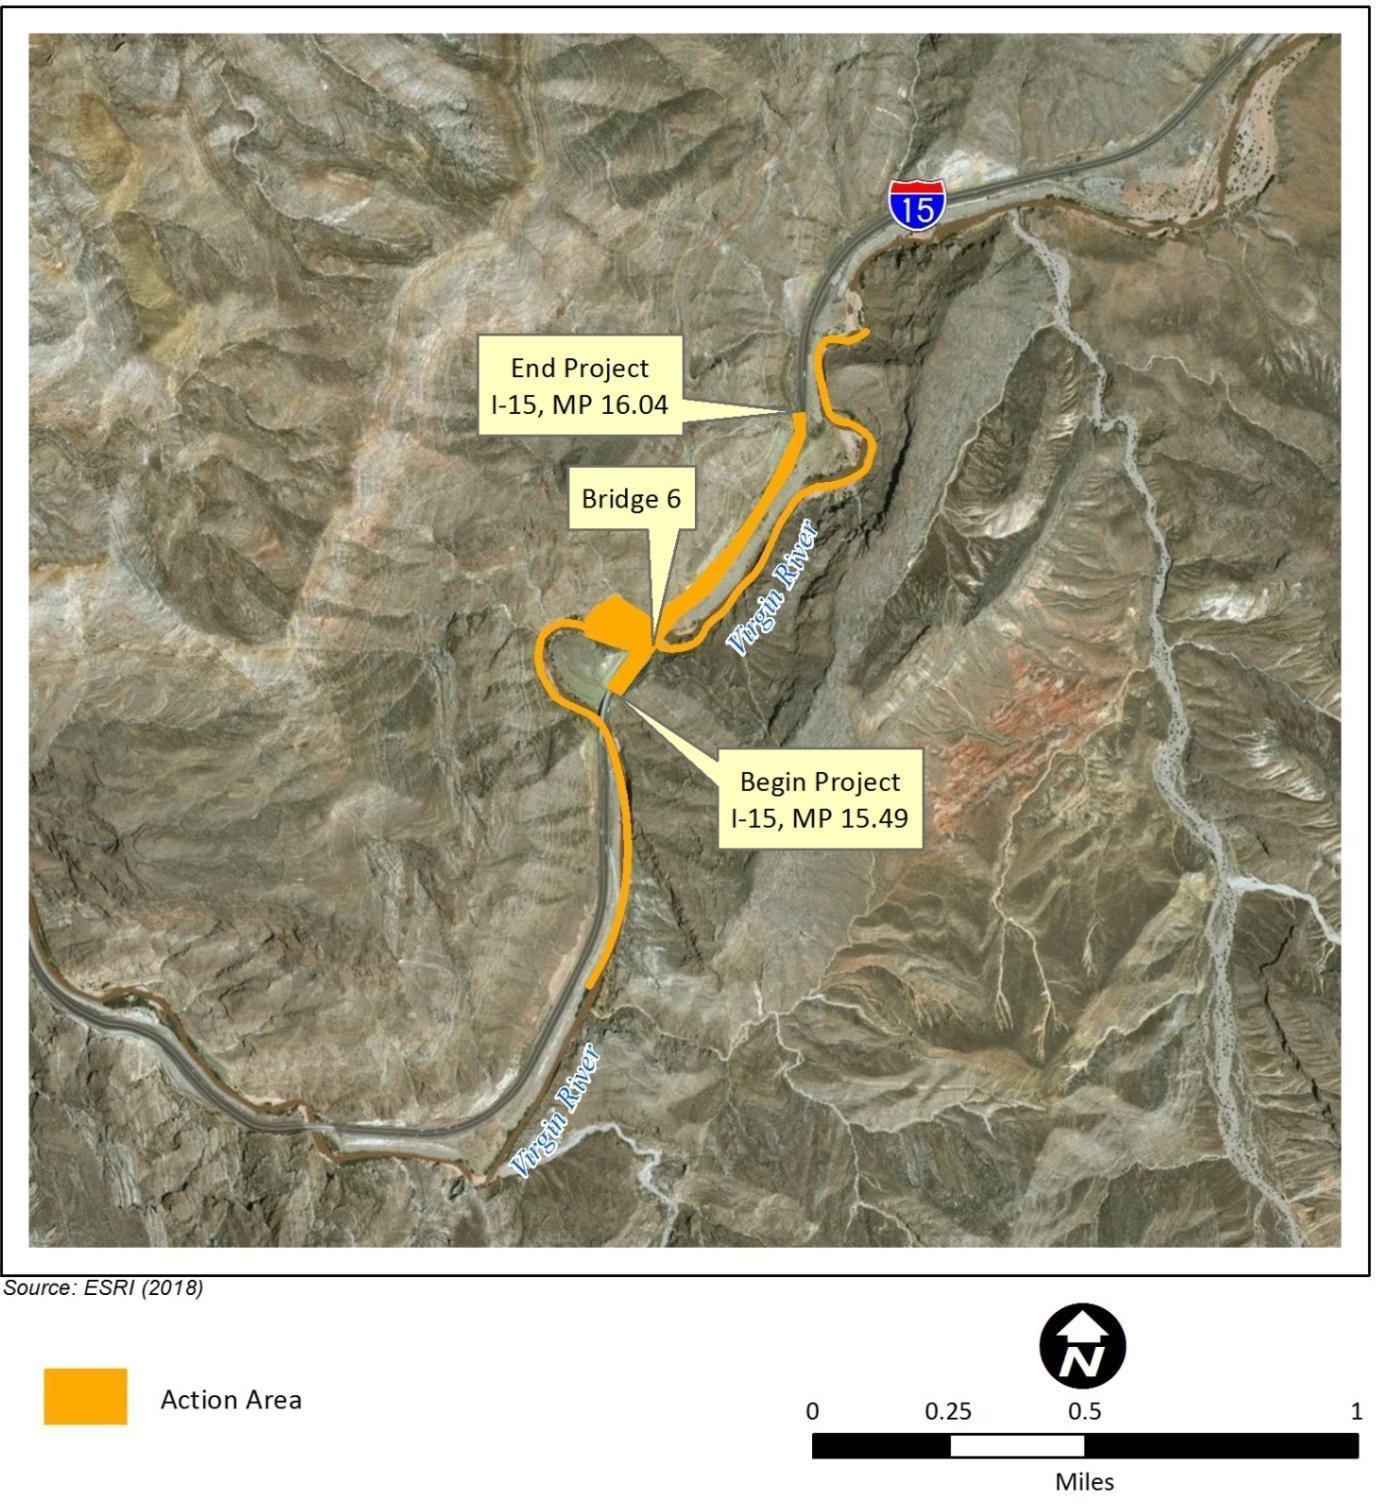 15
End Project
I-15, MP 16.04
Bridge 6
Virgin River
Begin Project
I-15, MP 15.49
Virgin River
Source: ESRI (2018)
N
Action Area
0 0.25 0.5 1
Miles